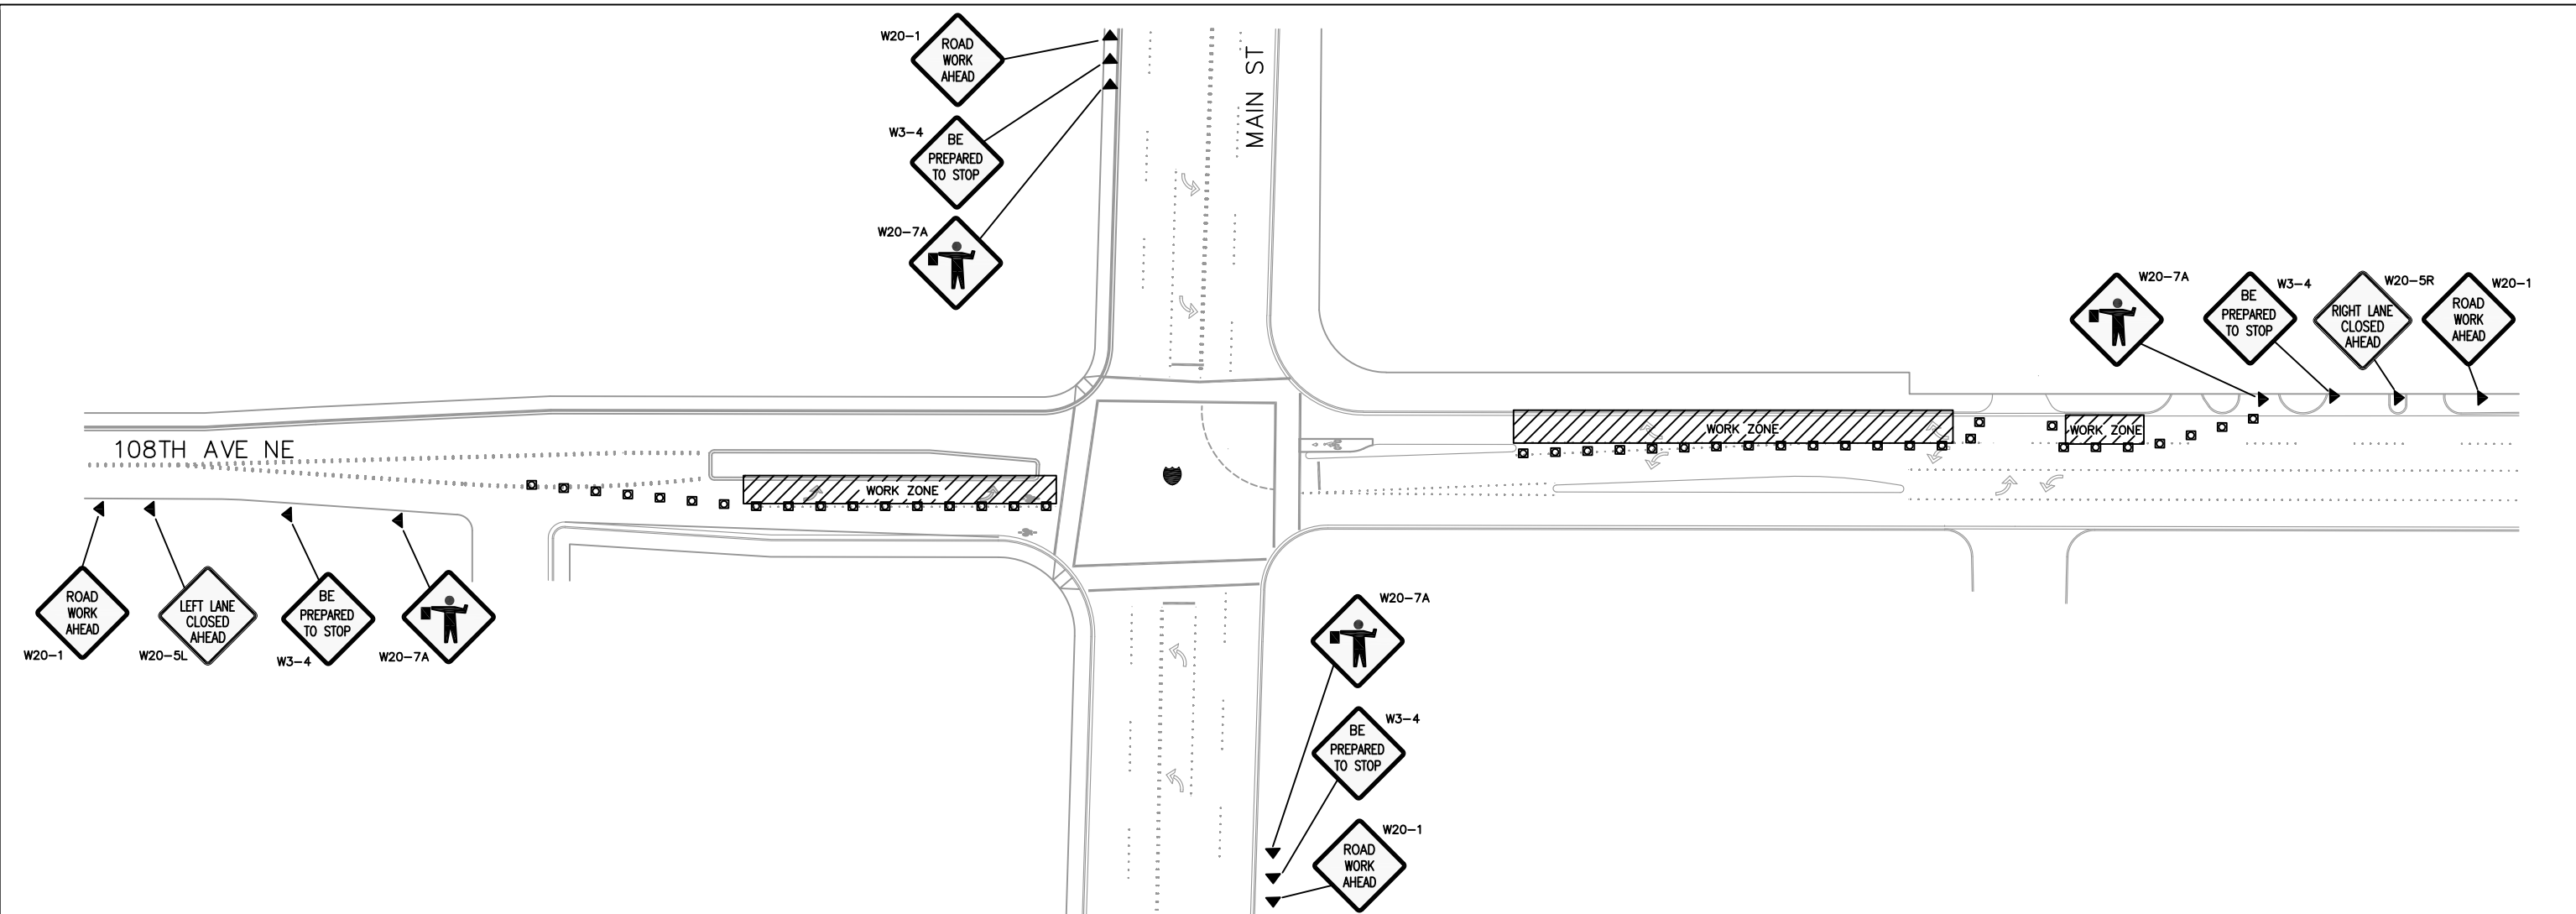 W20-1
ROAD
WORK
AHEAD
MAIN ST
W3-4
BE
PREPARED
TO STOP
W20-7A
W20-7A
W3-4
BE
PREPARED
TO STOP
W20-5R
RIGHT LANE
CLOSED
AHEAD
W20-1
ROAD
WORK
AHEAD
108TH AVE NE
WORK ZONE
WORK ZONE
WORK ZONE
ROAD
WORK
AHEAD
W20-1
LEFT LANE
CLOSED
AHEAD
W20-5L
BE
PREPARED
TO STOP
W3-4
W20-7A
W20-7A
W3-4
BE
PREPARED
TO STOP
W20-1
ROAD
WORK
AHEAD